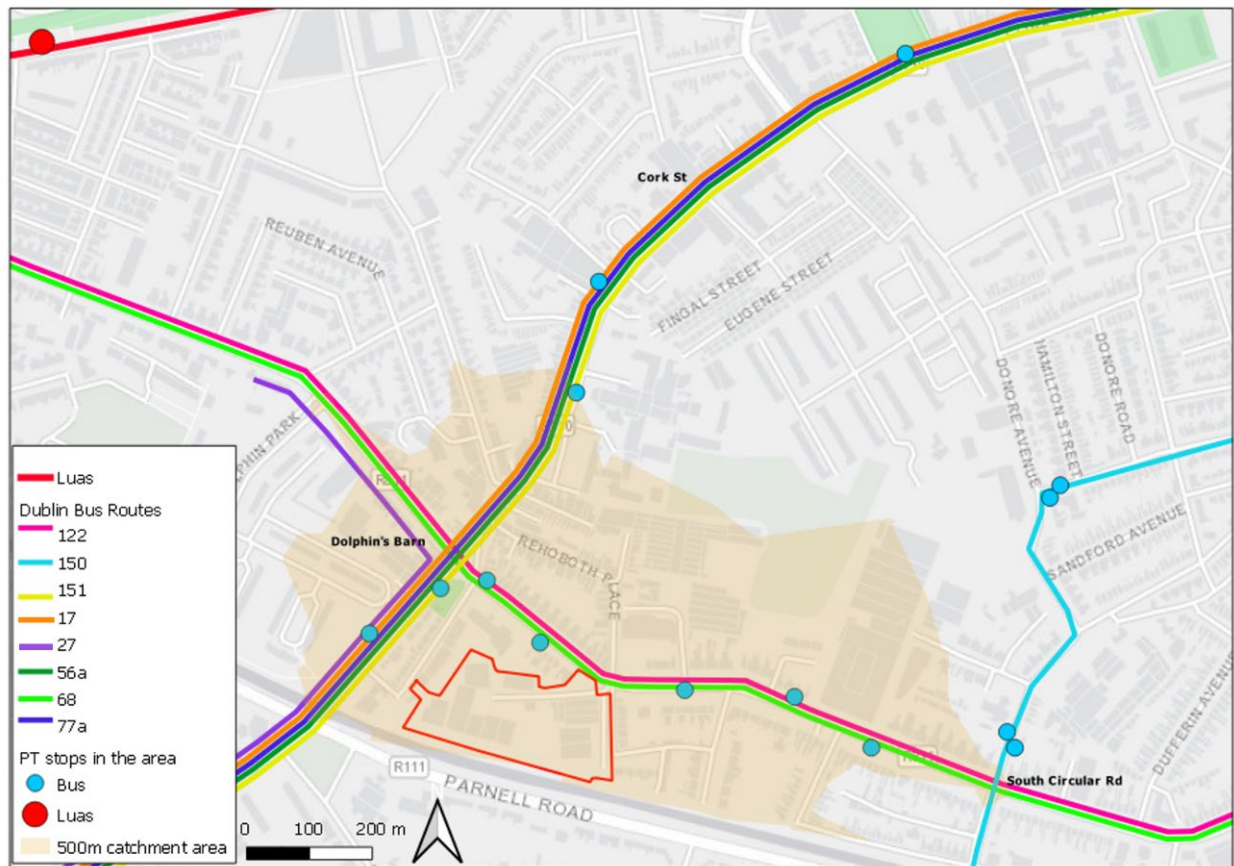 Cork St
REUBEN AVENUE
FINGAL STREET
EUGENE STREET
DONORE AVENUE
HAMILTON STREET
DONORE ROAD
SANDFORD AVENUE
DUFFERIN AVENUE
Dolphin's Barn
REHOBOTH PLACE
South Circular Rd
R111
PARNELL ROAD
Luas
Dublin Bus Routes
122
150
151
17
27
56a
68
77a
PT stops in the area
Bus
Luas
500m catchment area
0 100 200 m